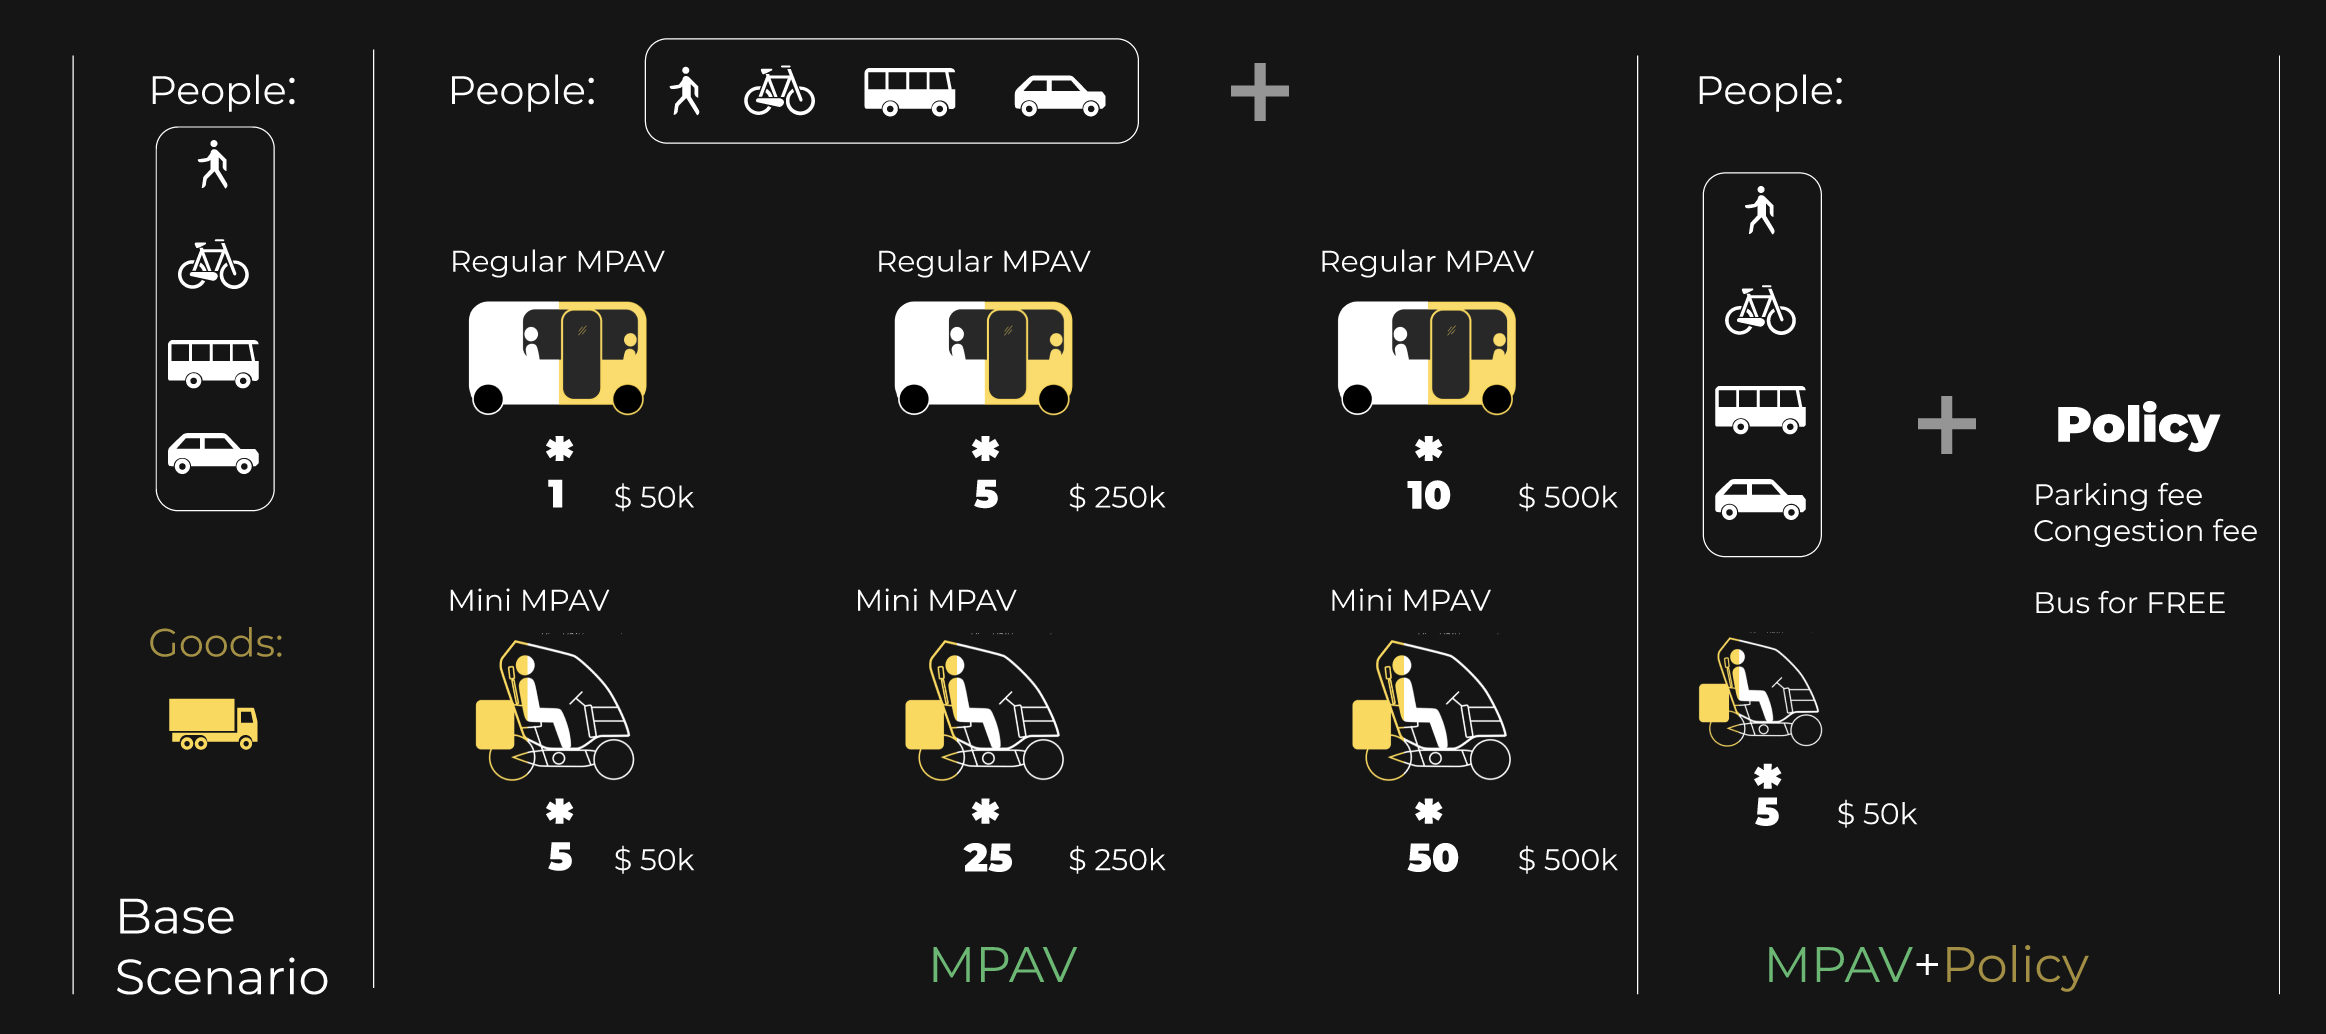 People:
Goods:
Base
Scenario
People:
+
Regular MPAV
Regular MPAV
Regular MPAV
*
1
$ 50k
*
5
$ 250k
*
10
$ 500k
Mini MPAV
Mini MPAV
Mini MPAV
*
5
$ 50k
*
25
$ 250k
*
50
$ 500k
MPAV
People:
+
Policy
Parking fee
Congestion fee
Bus for FREE
*
5
$ 50k
MPAV+Policy